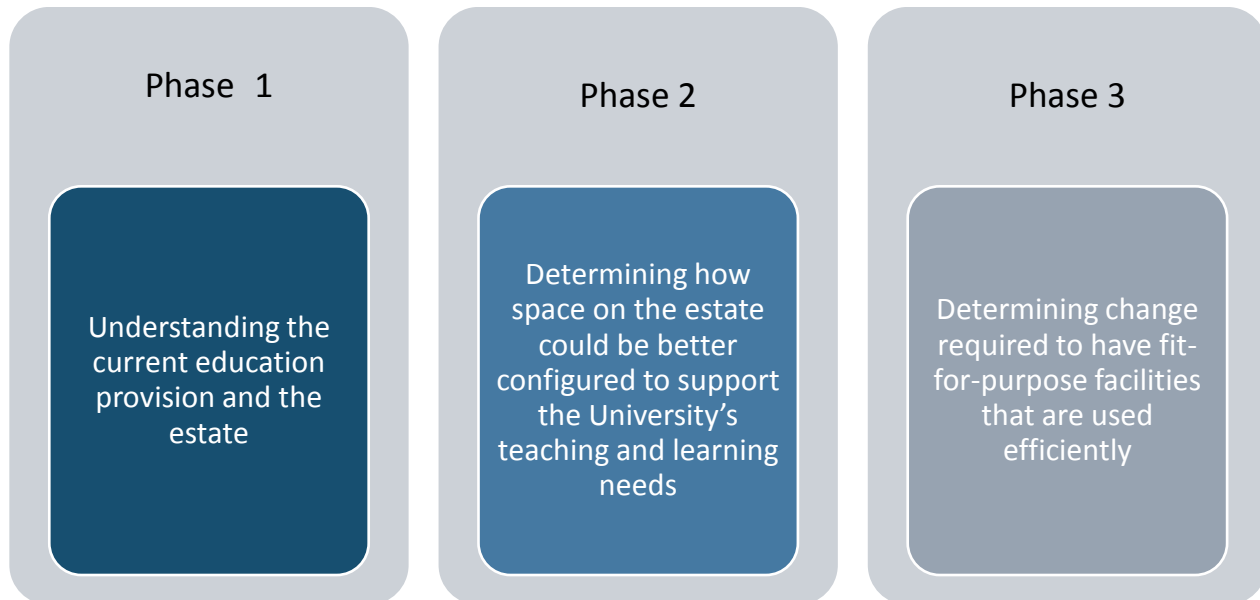 Phase 1
Understanding the
current education
provision and the
estate
Phase 2
Determining how
space on the estate
could be better
configured to support
the University’s
teaching and learning
needs
Phase 3
Determining change
required to have fit-
for-purpose facilities
that are used
efficiently